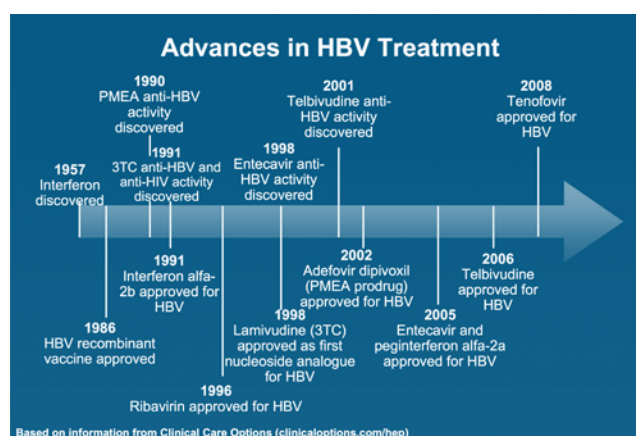 Advances in HBV Treatment
1990
PMEA anti-HBV
activity
discovered
2001
Telbivudine anti-
HBV activity
discovered
2008
Tenofovir
approved for
HBV
1957
Interferon
discovered
1991
3TC anti-HBV and
anti-HIV activity
discovered
1998
Entecavir anti-
HBV activity
discovered
1991
Interferon alfa-
2b approved for
HBV
2002
Adefovir dipivoxil
(PMEA prodrug)
approved for HBV
2006
Telbivudine
approved for
HBV
1986
HBV recombinant
vaccine approved
1998
Lamivudine (3TC)
approved as first
nucleoside analogue
for HBV
2005
Entecavir and
peginterferon alfa-2a
approved for HBV
1996
Ribavirin approved for HBV
Based on information from Clinical Care Options (clinicaloptions.com/hep)